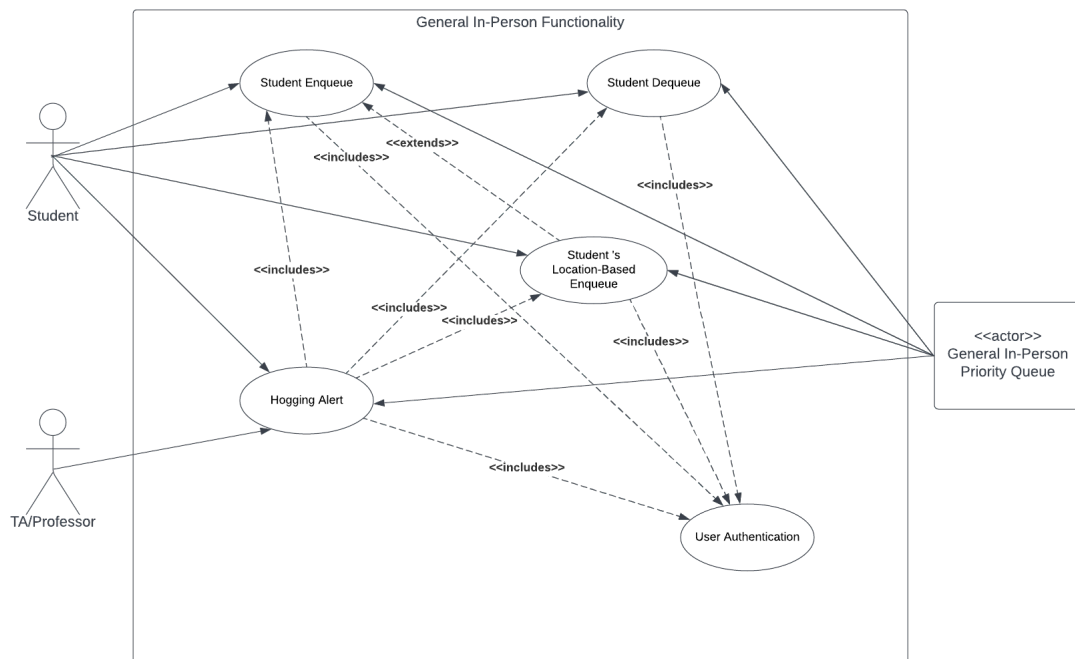 General In-Person Functionality
Student Enqueue
Student Dequeue
<<extends>>
<<includes>>
<<includes>>
Student
Student 's
Location-Based
Enqueue
<<includes>>
<<includes>>
<<includes>>
<<includes>>
<<actor>>
General In-Person
Priority Queue
Hogging Alert
<<includes>>
TA/Professor
User Authentication